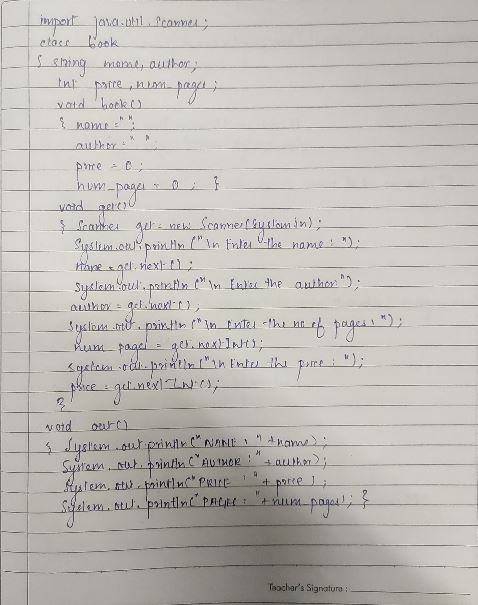 import java.util.Scanner;
class book
{ string name, author;
int price, num_pages;
void book()
{ name = " ";
author = " ";
price = 0;
num_pages = 0; }
void get()
{ Scanner get = new Scanner(System.in);
System.out.println("\n Enter the name : ");
name = get.next();
System.out.println("\n Enter the author");
author = get.next();
System.out.println("\n Enter the no of pages : ");
num_pages = get.nextInt();
System.out.println("\n Enter the price : ");
price = get.nextInt();
}
void out()
{ System.out.println("NAME : " +name);
System.out.println("AUTHOR : " + author);
System.out.println("PRICE : " + price);
System.out.println("PAGES : " + num_pages); }
Teacher's Signature :